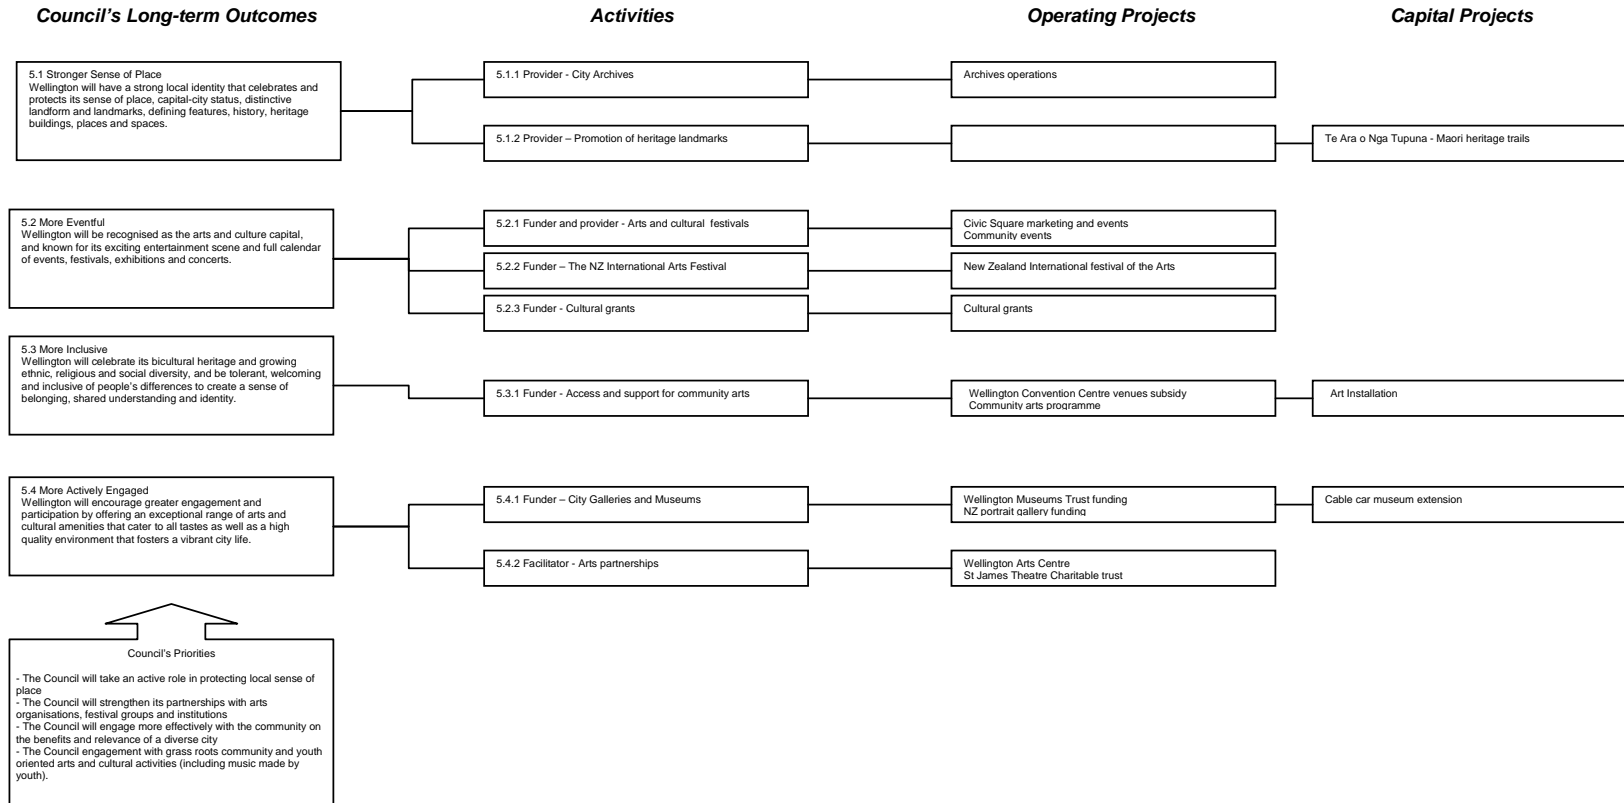 Council's Long-term Outcomes
Activities
Operating Projects
Capital Projects
5.1 Stronger Sense of Place
Wellington will have a strong local identity that celebrates and
protects its sense of place, capital-city status, distinctive
landform and landmarks, defining features, history, heritage
buildings, places and spaces.
5.1.1 Provider - City Archives
Archives operations
5.1.2 Provider – Promotion of heritage landmarks
Te Ara o Nga Tupuna - Maori heritage trails
5.2 More Eventful
Wellington will be recognised as the arts and culture capital,
and known for its exciting entertainment scene and full calendar
of events, festivals, exhibitions and concerts.
5.2.1 Funder and provider - Arts and cultural festivals
Civic Square marketing and events
Community events
5.2.2 Funder – The NZ International Arts Festival
New Zealand International festival of the Arts
5.2.3 Funder - Cultural grants
Cultural grants
5.3 More Inclusive
Wellington will celebrate its bicultural heritage and growing
ethnic, religious and social diversity, and be tolerant, welcoming
and inclusive of people's differences to create a sense of
belonging, shared understanding and identity.
5.3.1 Funder - Access and support for community arts
Wellington Convention Centre venues subsidy
Community arts programme
Art Installation
5.4 More Actively Engaged
Wellington will encourage greater engagement and
participation by offering an exceptional range of arts and
cultural amenities that cater to all tastes as well as a high
quality environment that fosters a vibrant city life.
5.4.1 Funder – City Galleries and Museums
Wellington Museums Trust funding
NZ portrait gallery funding
Cable car museum extension
5.4.2 Facilitator - Arts partnerships
Wellington Arts Centre
St James Theatre Charitable trust
Council's Priorities
- The Council will take an active role in protecting local sense of
place
- The Council will strengthen its partnerships with arts
organisations, festival groups and institutions
- The Council will engage more effectively with the community on
the benefits and relevance of a diverse city
- The Council engagement with grass roots community and youth
oriented arts and cultural activities (including music made by
youth).